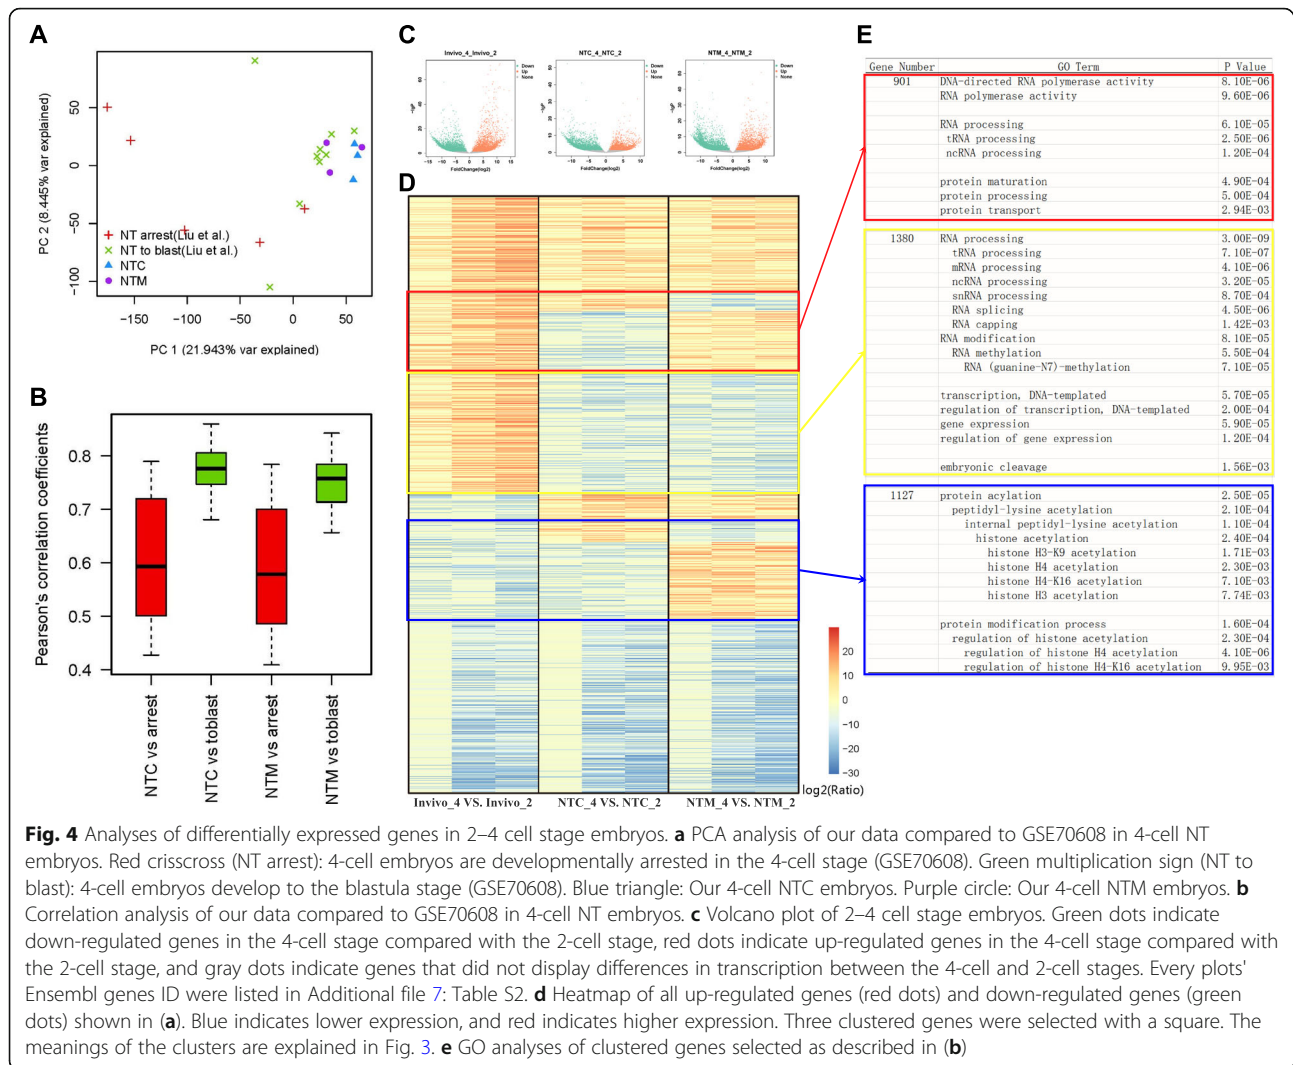 A
PC 2 (8.445% var explained)
50
0
−50
−100
+ NT arrest(Liu et al.)
× NT to blast(Liu et al.)
NTC
NTM
−150
−100
−50
0
50
PC 1 (21.943% var explained)
B
Pearson's correlation coefficients
0.8
0.7
0.6
0.5
0.4
NTC vs arrest
NTC vs toblast
NTM vs arrest
NTM vs toblast
C
Invivo_4_Invivo_2
NTC_4_NTC_2
NTM_4_NTM_2
Down
Up
None
Down
Up
None
Down
Up
None
-lgP
-lgP
-lgP
FoldChange(log2)
FoldChange(log2)
FoldChange(log2)
D
Invivo_4 VS. Invivo_2
NTC_4 VS. NTC_2
NTM_4 VS. NTM_2
20
10
0
−10
−20
−30
log2(Ratio)
E
Gene Number GO Term P Value
901 DNA-directed RNA polymerase activity 8.10E-06
RNA polymerase activity 9.60E-06
RNA processing 6.10E-05
tRNA processing 2.50E-06
ncRNA processing 1.20E-04
protein maturation 4.90E-04
protein processing 5.00E-04
protein transport 2.94E-03
1380 RNA processing 3.00E-09
tRNA processing 7.10E-07
mRNA processing 4.10E-06
ncRNA processing 3.20E-05
snRNA processing 8.70E-04
RNA splicing 4.50E-06
RNA capping 1.42E-03
RNA modification 8.10E-05
RNA methylation 5.50E-04
RNA (guanine-N7)-methylation 7.10E-05
transcription, DNA-templated 5.70E-05
regulation of transcription, DNA-templated 2.00E-04
gene expression 5.90E-05
regulation of gene expression 1.20E-04
embryonic cleavage 1.56E-03
1127 protein acylation 2.50E-05
peptidyl-lysine acetylation 2.10E-04
internal peptidyl-lysine acetylation 1.10E-04
histone acetylation 2.40E-04
histone H3-K9 acetylation 1.71E-03
histone H4 acetylation 2.30E-03
histone H4-K16 acetylation 7.10E-03
histone H3 acetylation 7.74E-03
protein modification process 1.60E-04
regulation of histone acetylation 2.30E-04
regulation of histone H4 acetylation 4.10E-06
regulation of histone H4-K16 acetylation 9.95E-03
Fig. 4 Analyses of differentially expressed genes in 2–4 cell stage embryos. a PCA analysis of our data compared to GSE70608 in 4-cell NT
embryos. Red crisscross (NT arrest): 4-cell embryos are developmentally arrested in the 4-cell stage (GSE70608). Green multiplication sign (NT to
blast): 4-cell embryos develop to the blastula stage (GSE70608). Blue triangle: Our 4-cell NTC embryos. Purple circle: Our 4-cell NTM embryos. b
Correlation analysis of our data compared to GSE70608 in 4-cell NT embryos. c Volcano plot of 2–4 cell stage embryos. Green dots indicate
down-regulated genes in the 4-cell stage compared with the 2-cell stage, red dots indicate up-regulated genes in the 4-cell stage compared with
the 2-cell stage, and gray dots indicate genes that did not display differences in transcription between the 4-cell and 2-cell stages. Every plots'
Ensembl genes ID were listed in Additional file 7: Table S2. d Heatmap of all up-regulated genes (red dots) and down-regulated genes (green
dots) shown in (a). Blue indicates lower expression, and red indicates higher expression. Three clustered genes were selected with a square. The
meanings of the clusters are explained in Fig. 3. e GO analyses of clustered genes selected as described in (b)